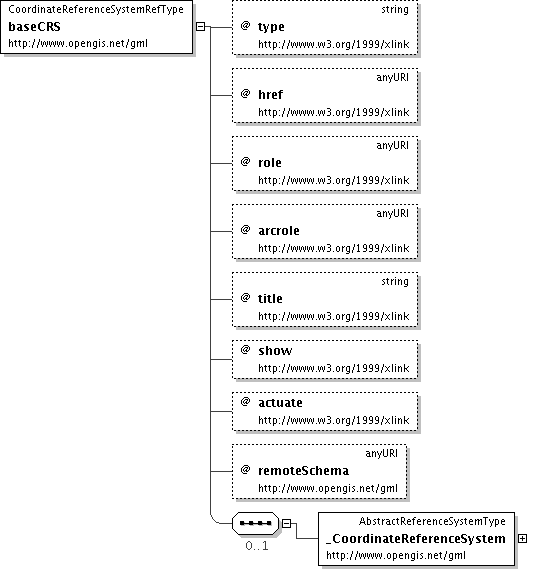 CoordinateReferenceSystemRefType
baseCRS
http://www.opengis.net/gml
string
@ type
http://www.w3.org/1999/xlink
anyURI
@ href
http://www.w3.org/1999/xlink
anyURI
@ role
http://www.w3.org/1999/xlink
anyURI
@ arcrole
http://www.w3.org/1999/xlink
string
@ title
http://www.w3.org/1999/xlink
@ show
http://www.w3.org/1999/xlink
@ actuate
http://www.w3.org/1999/xlink
anyURI
@ remoteSchema
http://www.opengis.net/gml
0..1
AbstractReferenceSystemType
_CoordinateReferenceSystem
http://www.opengis.net/gml